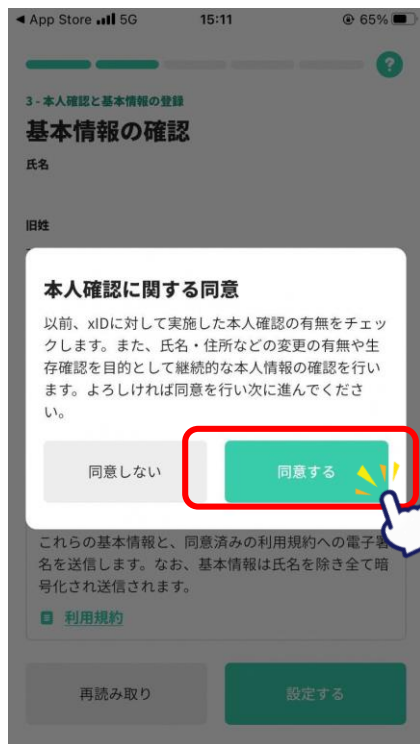 ◀ App Store 5G 15:11 65%
?
3 - 本人確認と基本情報の登録
基本情報の確認
氏名
旧姓
本人確認に関する同意
以前、xIDに対して実施した本人確認の有無をチェッ
クします。また、氏名・住所などの変更の有無や生
存確認を目的として継続的な本人情報の確認を行い
ます。よろしければ同意を行い次に進んでくださ
い。
同意しない 同意する
これらの基本情報と、同意済みの利用規約への電子署
名を送信します。なお、基本情報は氏名を除き全て暗
号化され送信されます。
利用規約
再読み取り 設定する